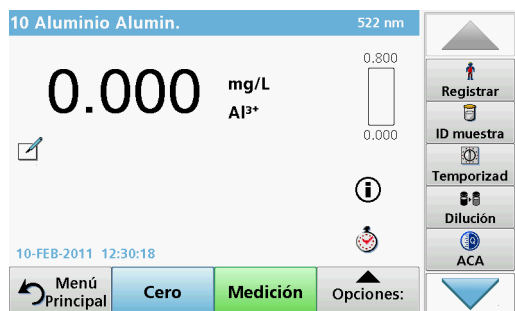 10 Aluminio Alumin.
522 nm
0.000
mg/L
Al³⁺
0.800
0.000
10-FEB-2011 12:30:18
Menú
Principal
Cero
Medición
Opciones:
Registrar
ID muestra
Temporizad
Dilución
ACA